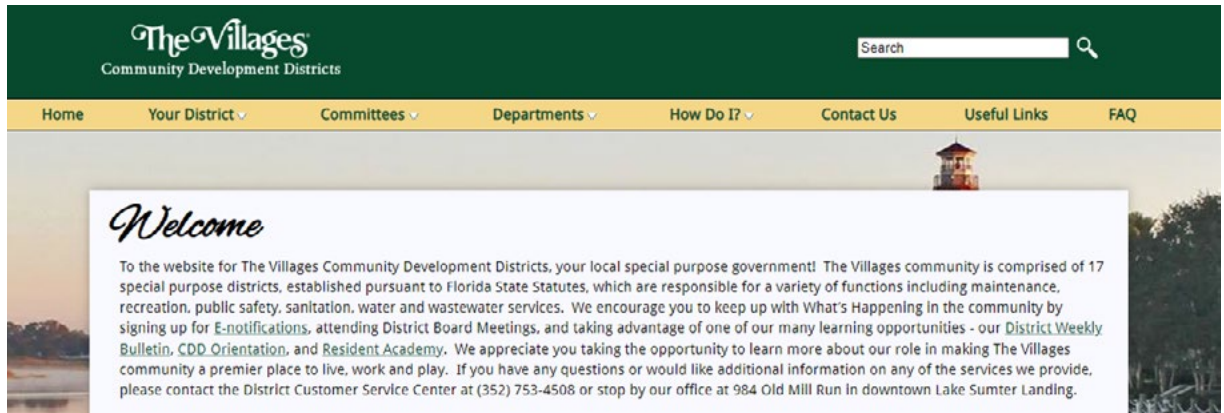 The Villages
Community Development Districts
Search
Home Your District Committees Departments How Do I? Contact Us Useful Links FAQ
Welcome
To the website for The Villages Community Development Districts, your local special purpose government! The Villages community is comprised of 17
special purpose districts, established pursuant to Florida State Statutes, which are responsible for a variety of functions including maintenance,
recreation, public safety, sanitation, water and wastewater services. We encourage you to keep up with What's Happening in the community by
signing up for E-notifications, attending District Board Meetings, and taking advantage of one of our many learning opportunities - our District Weekly
Bulletin, CDD Orientation, and Resident Academy. We appreciate you taking the opportunity to learn more about our role in making The Villages
community a premier place to live, work and play. If you have any questions or would like additional information on any of the services we provide,
please contact the District Customer Service Center at (352) 753-4508 or stop by our office at 984 Old Mill Run in downtown Lake Sumter Landing.